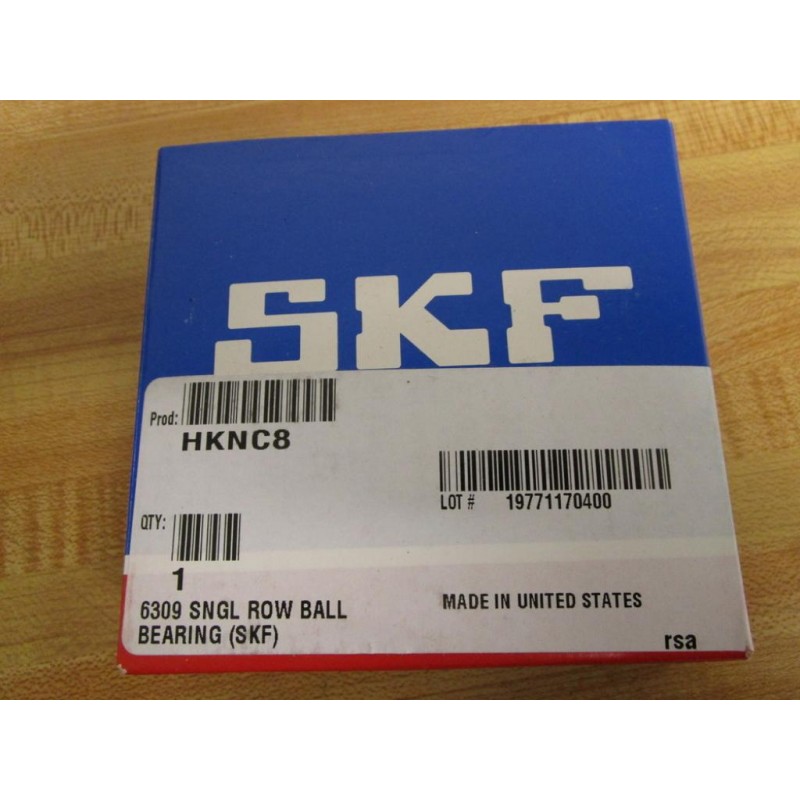 SKF
Prod:
HKNC8
LOT # 19771170400
QTY:
1
6309 SNGL ROW BALL
BEARING (SKF)
MADE IN UNITED STATES
rsa